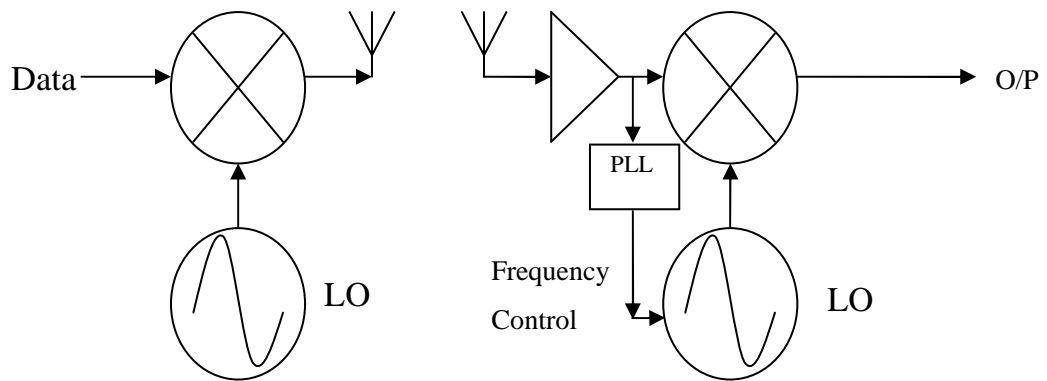 Data
O/P
PLL
Frequency
Control
LO
LO